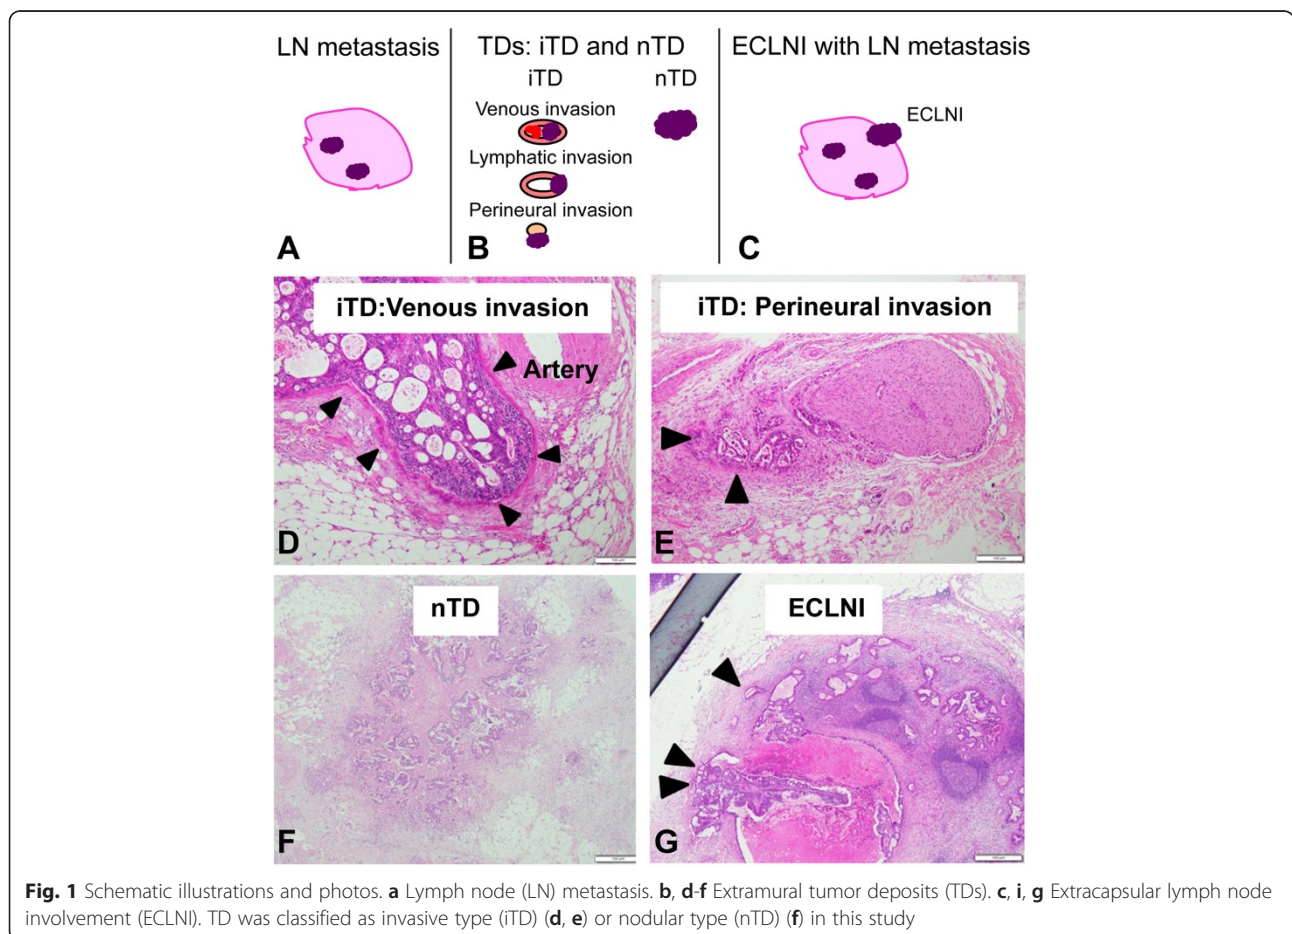 LN metastasis
TDs: iTD and nTD
iTD
nTD
Venous invasion
Lymphatic invasion
Perineural invasion
ECLNI with LN metastasis
ECLNI
A
B
C
iTD:Venous invasion
Artery
D
iTD: Perineural invasion
E
nTD
F
ECLNI
G
Fig. 1 Schematic illustrations and photos. a Lymph node (LN) metastasis. b, d-f Extramural tumor deposits (TDs). c, i, g Extracapsular lymph node
involvement (ECLNI). TD was classified as invasive type (iTD) (d, e) or nodular type (nTD) (f) in this study